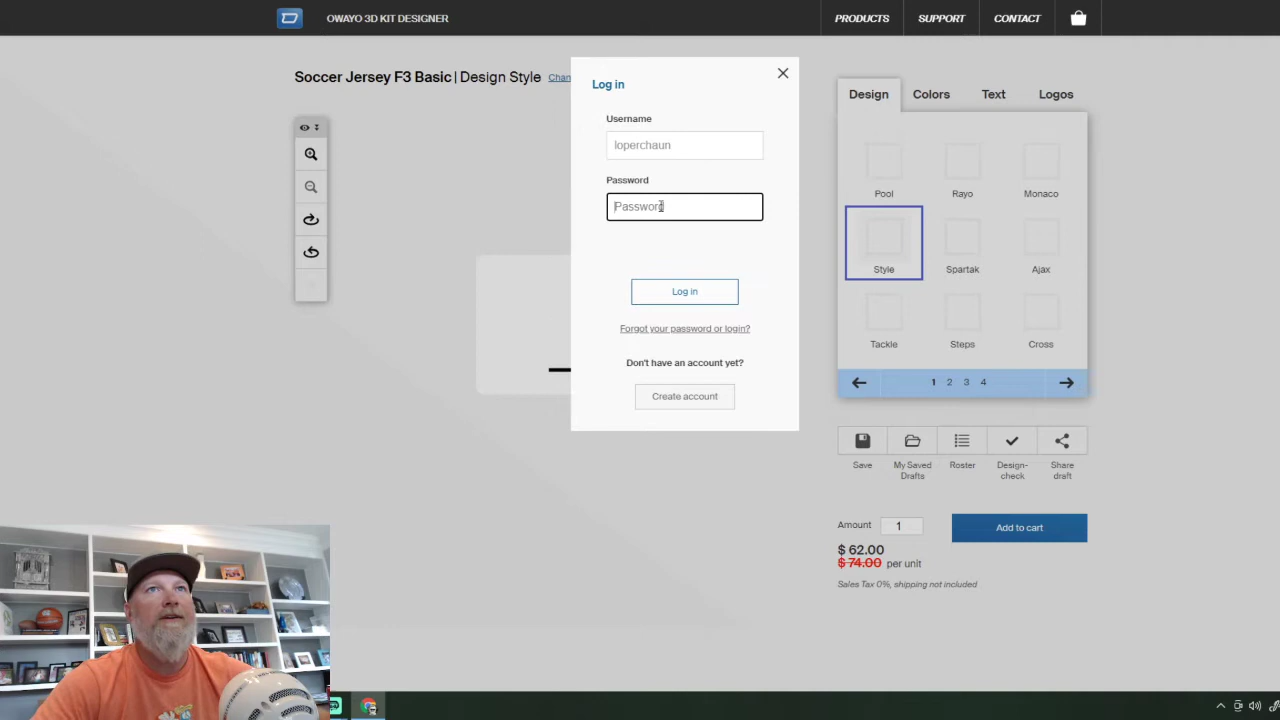 OWAYO 3D KIT DESIGNER
PRODUCTS
SUPPORT
CONTACT
Soccer Jersey F3 Basic | Design Style Chan
Log in
Username
loperchaun
Password
Password
Log in
Forgot your password or login?
Don't have an account yet?
Create account
Design
Colors
Text
Logos
Pool
Rayo
Monaco
Style
Spartak
Ajax
Tackle
Steps
Cross
1 2 3 4
Save
My Saved
Drafts
Roster
Design-
check
Share
draft
Amount 1
Add to cart
$ 62.00
$ 74.00 per unit
Sales Tax 0%, shipping not included